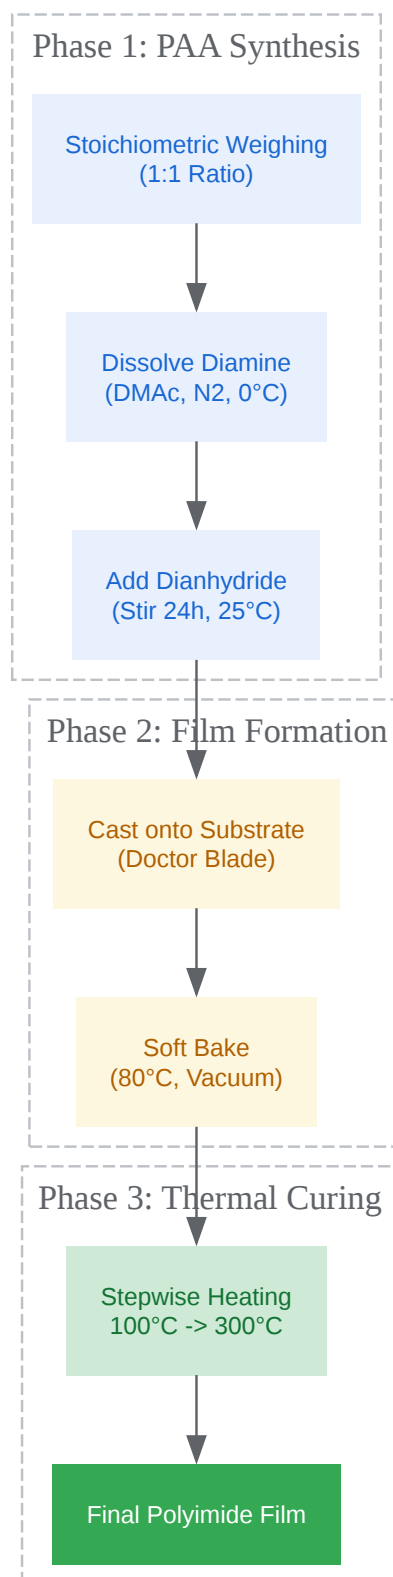 Phase 1: PAA Synthesis
Stoichiometric Weighing
(1:1 Ratio)
Dissolve Diamine
(DMAc, N2, 0°C)
Add Dianhydride
(Stir 24h, 25°C)
Phase 2: Film Formation
Cast onto Substrate
(Doctor Blade)
Soft Bake
(80°C, Vacuum)
Phase 3: Thermal Curing
Stepwise Heating
100°C -> 300°C
Final Polyimide Film